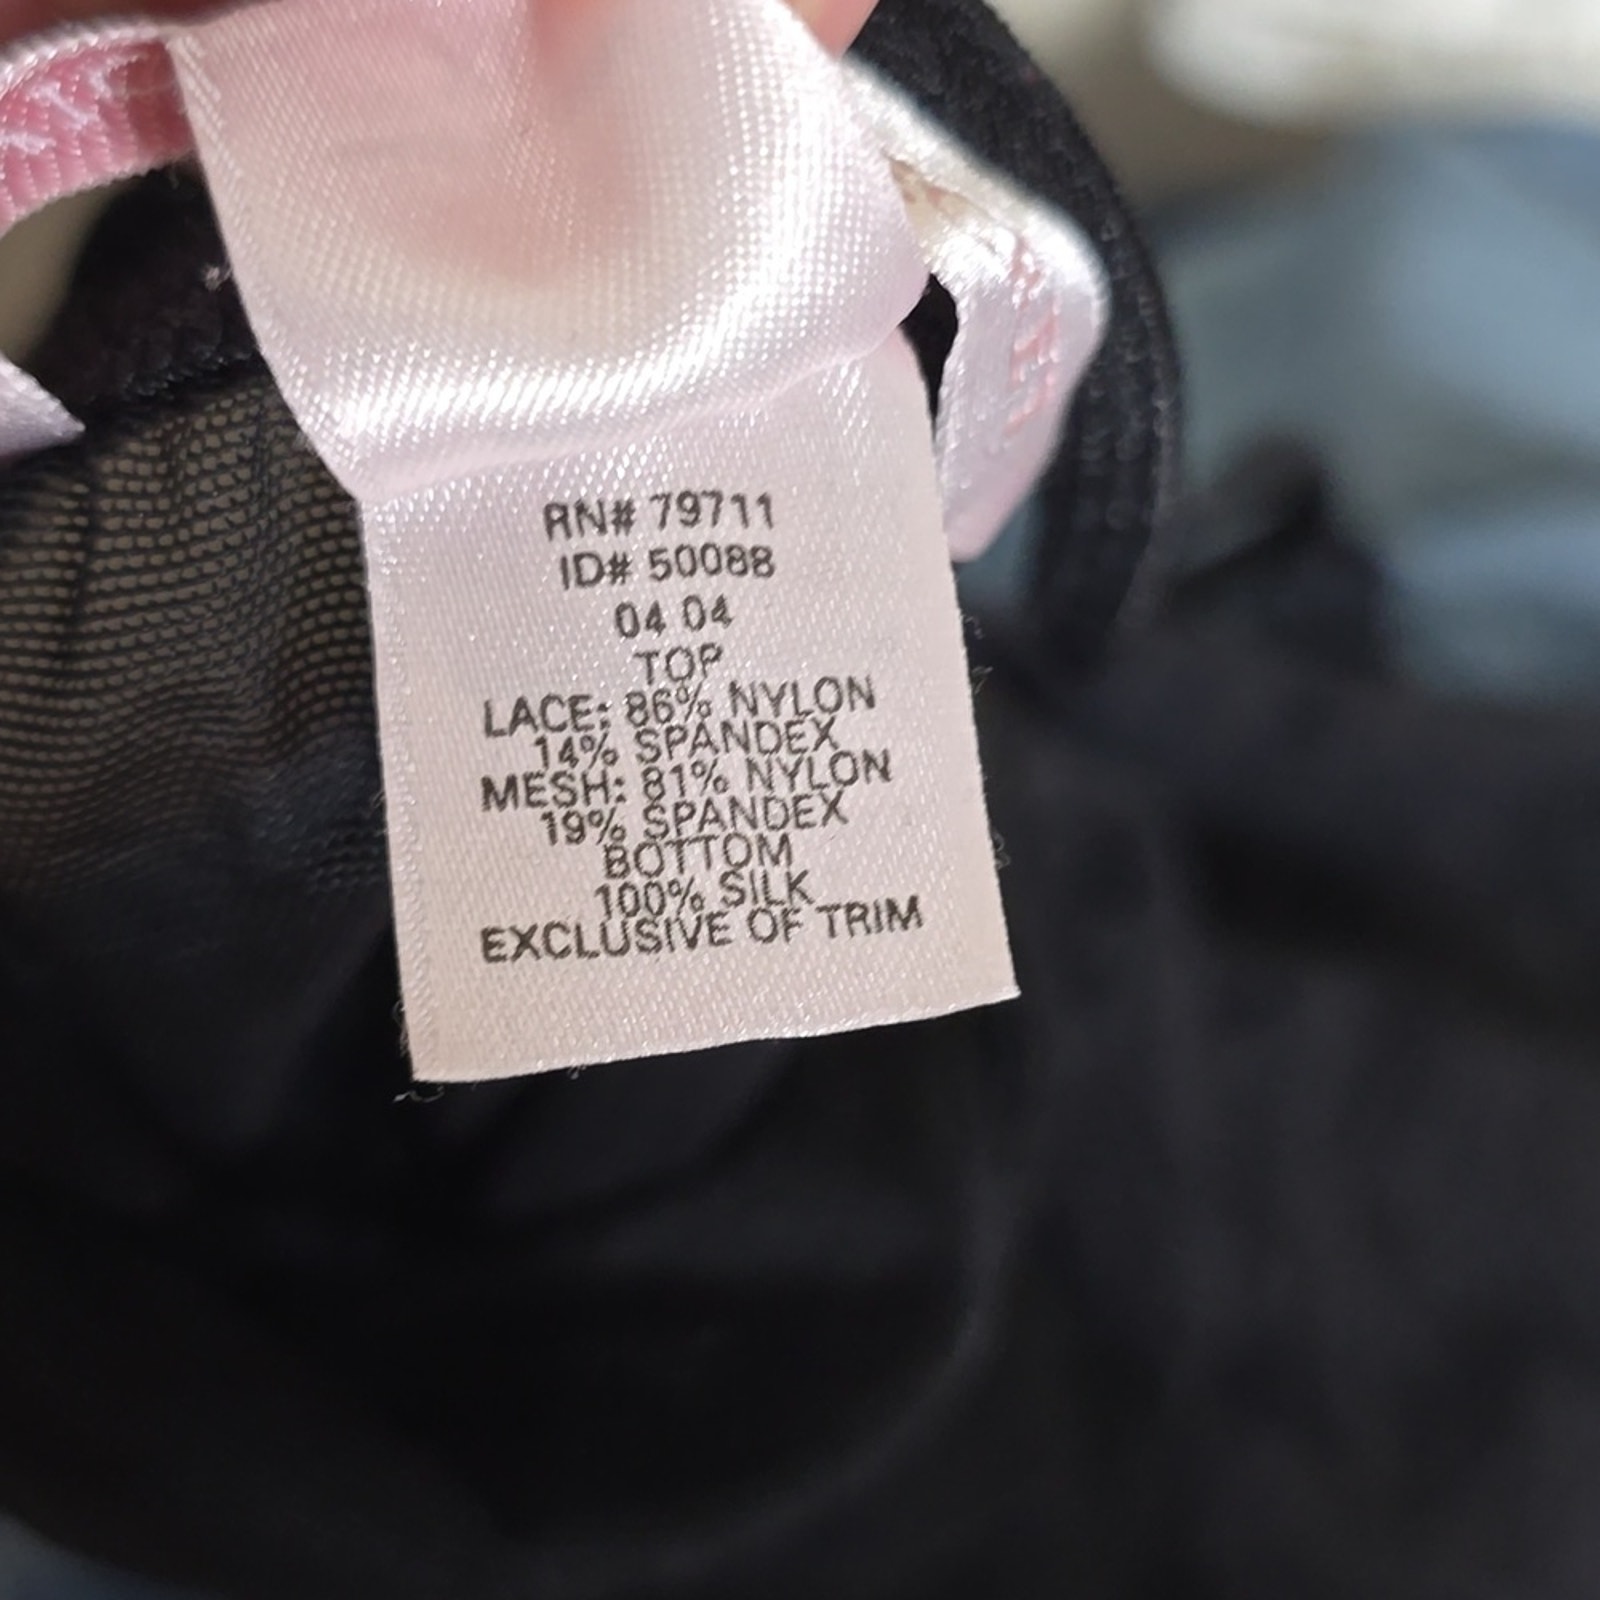 RN# 79711
ID# 50088
04 04
TOP
LACE: 86% NYLON
14% SPANDEX
MESH: 81% NYLON
19% SPANDEX
BOTTOM
100% SILK
EXCLUSIVE OF TRIM